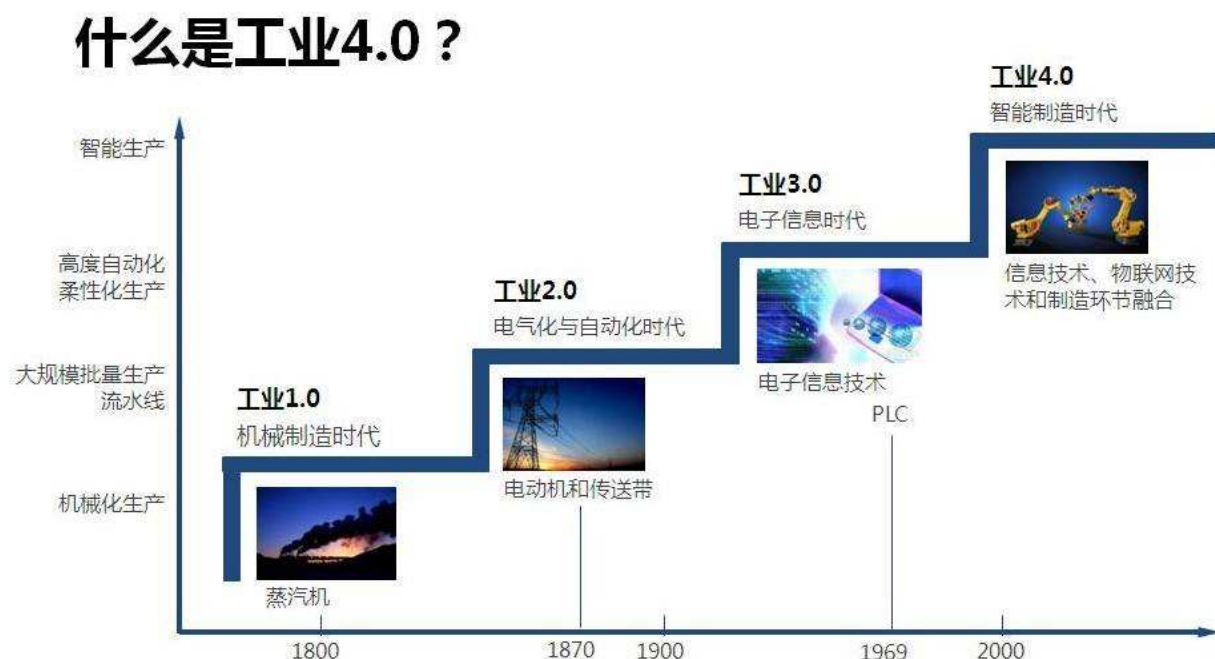 什么是工业4.0？
工业4.0
智能制造时代
智能生产
工业3.0
电子信息时代
高度自动化
柔性化生产
信息技术、物联网技
术和制造环节融合
工业2.0
电气化与自动化时代
大规模批量生产
流水线
电子信息技术
PLC
工业1.0
机械制造时代
电动机和传送带
机械化生产
蒸汽机
1800
1870
1900
1969
2000